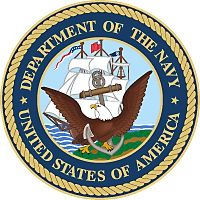 DEPARTMENT OF THE NAVY
UNITED STATES OF AMERICA